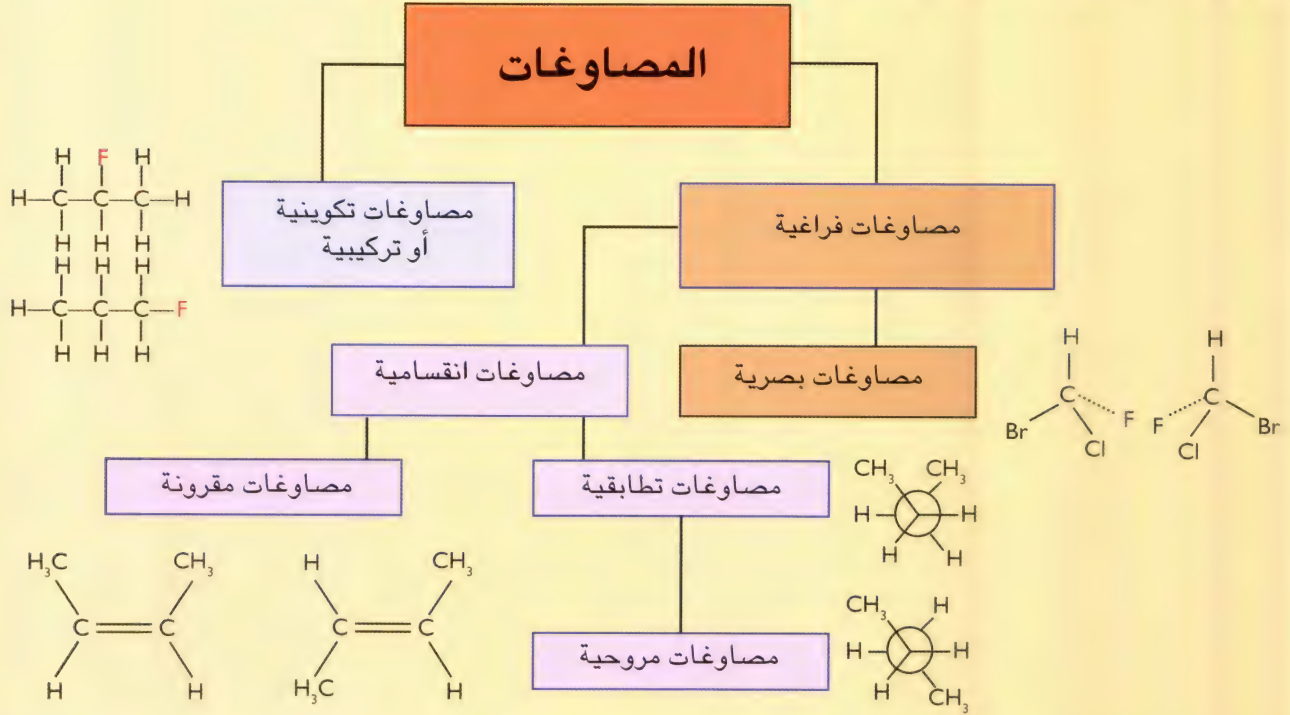 المصاوغات
مصاوغات تكوينية
أو تركيبية
مصاوغات فراغية
H F H
H—C—C—C—H
H H H
H H H
H—C—C—C—F
H H H
مصاوغات انقسامية
مصاوغات بصرية
H
C
Br
F
Cl
H
C
F
Br
Cl
مصاوغات مقرونة
مصاوغات تطابقية
CH₃ CH₃
H H
H H
H₃C CH₃
C=C
H H
H CH₃
C=C
H₃C H
مصاوغات مروحية
CH₃ H
H H
H CH₃